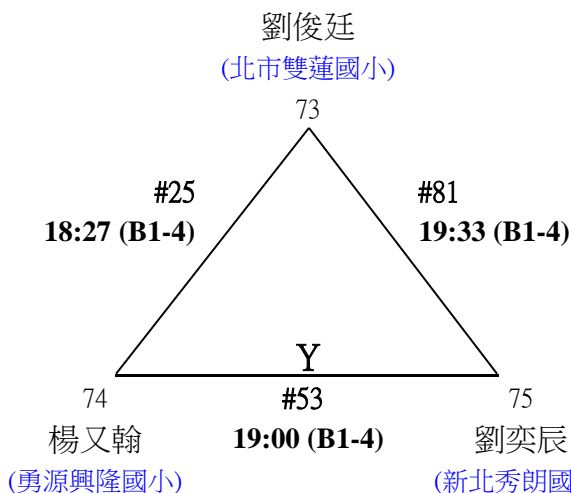 劉俊廷
(北市雙蓮國小)
73
#25
18:27 (B1-4)
#81
19:33 (B1-4)
Y
74
#53
75
楊又翰
19:00 (B1-4)
劉奕辰
(勇源興隆國小)
(新北秀朗國